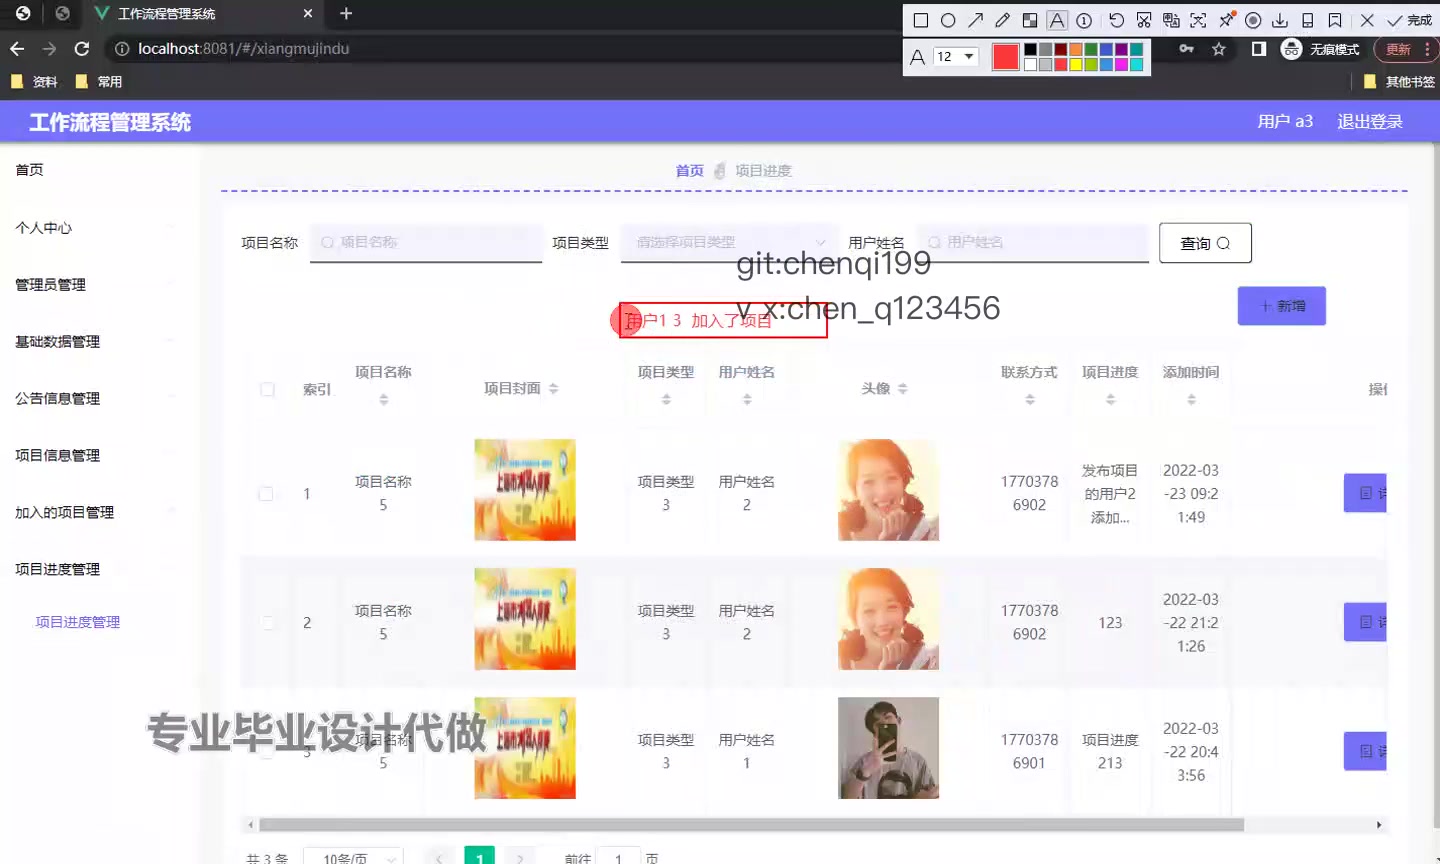 工作流程管理系统
localhost:8081/#/xiangmujindu
12
完成
无痕模式
更新
资料
常用
其他书签
工作流程管理系统
用户 a3
退出登录
首页
个人中心
管理员管理
基础数据管理
公告信息管理
项目信息管理
加入的项目管理
项目进度管理
项目进度管理
首页
项目进度
项目名称
项目名称
项目类型
请选择项目类型
用户姓名
用户姓名
查询
git:chenqi199
v_x:chen_q123456
用户1 3 加入了项目
+ 新增
索引
项目名称
项目封面
项目类型
用户姓名
头像
联系方式
项目进度
添加时间
1
项目名称
5
项目类型
3
用户姓名
2
1770378
6902
发布项目
的用户2
添加...
2022-03
-23 09:2
1:49
2
项目名称
5
项目类型
3
用户姓名
2
1770378
6902
123
2022-03
-22 21:2
1:26
3
项目名称
5
项目类型
3
用户姓名
1
1770378
6901
项目进度
213
2022-03
-22 20:4
3:56
专业毕业设计代做
共 3 条
10条/页
1
前往
1
页